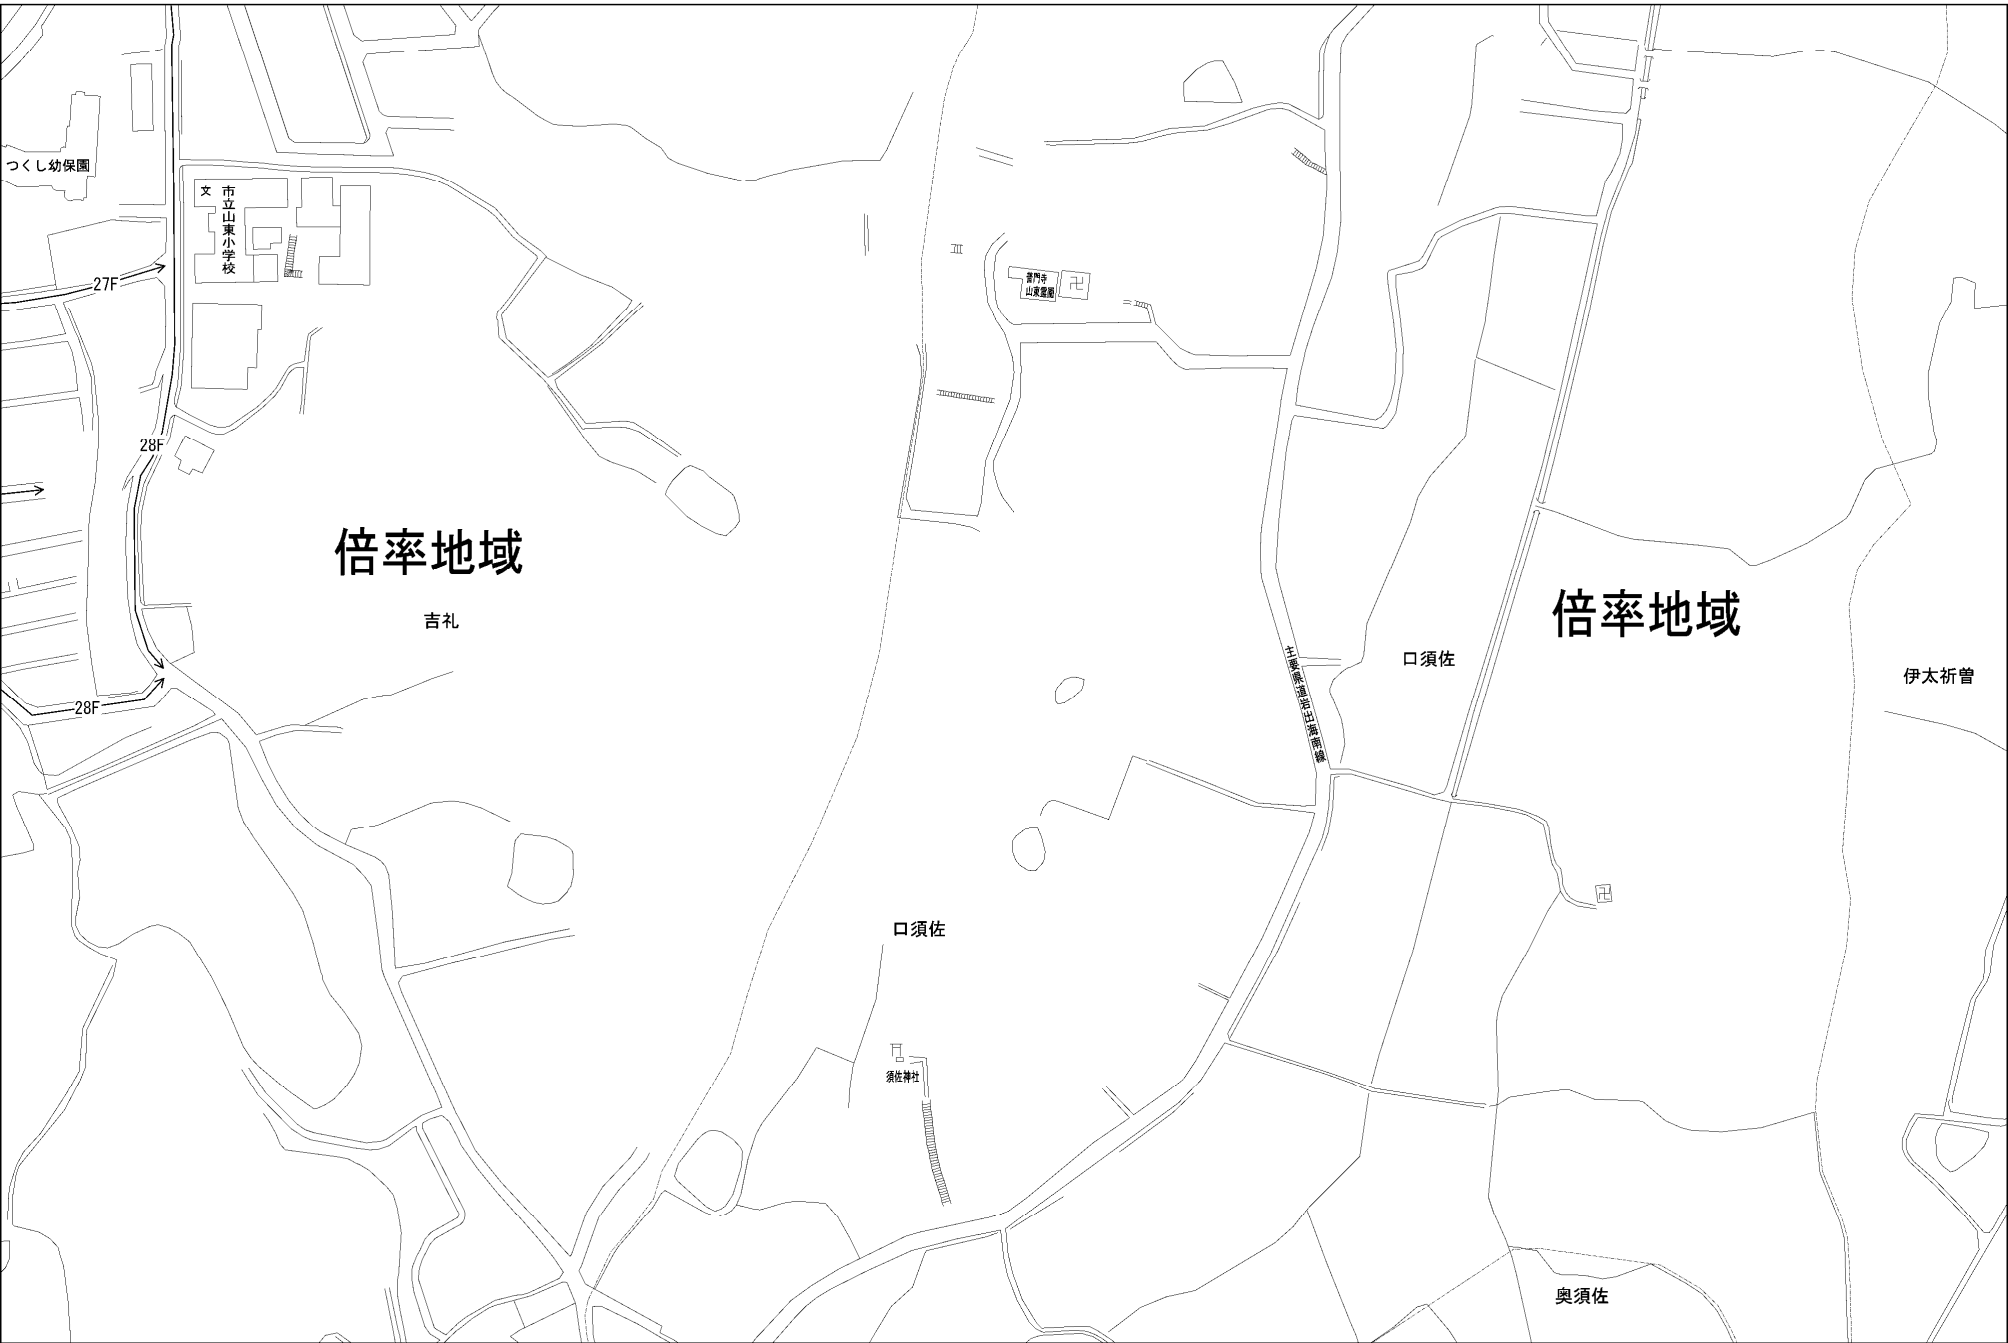 つくし幼保園
文
市立山東小学校
27F
普門寺
山東霊園
28F
倍率地域
吉礼
倍率地域
主要県道岩出海南線
口須佐
伊太祈曽
28F
口須佐
須佐神社
奥須佐